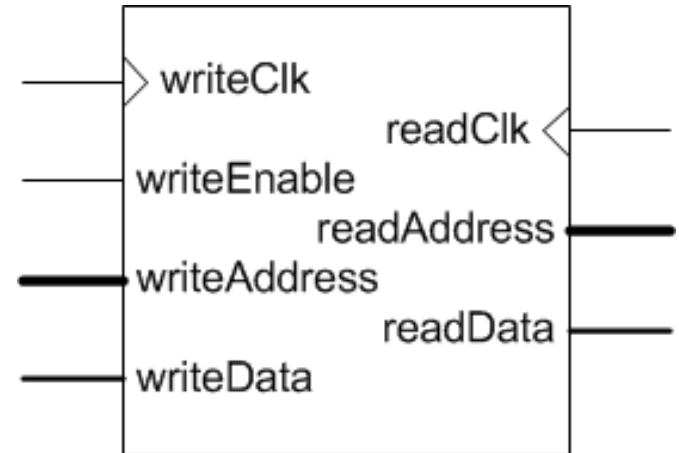 writeClk
readClk
writeEnable
readAddress
writeAddress
readData
writeData